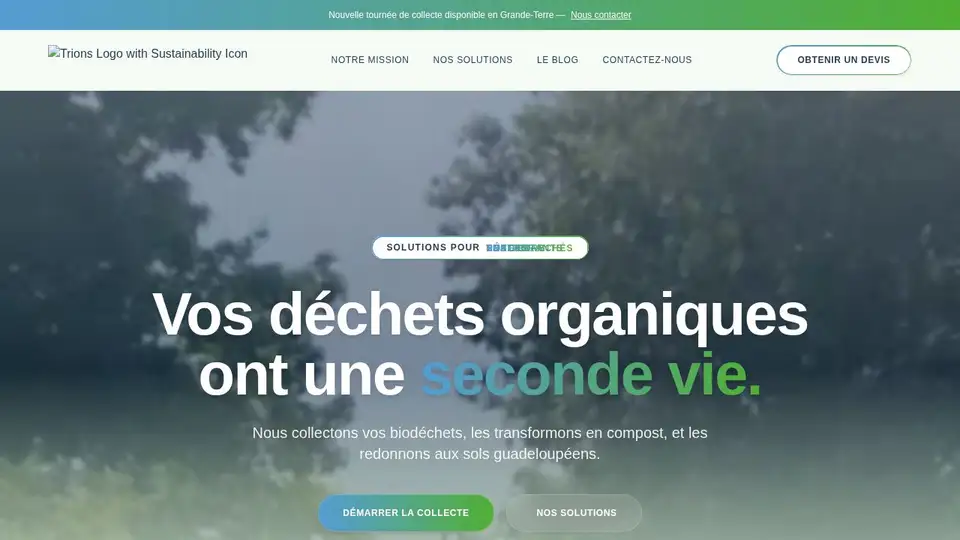 Nouvelle tournée de collecte disponible en Grande-Terre — Nous contacter
Trions Logo with Sustainability Icon
NOTRE MISSION
NOS SOLUTIONS
LE BLOG
CONTACTEZ-NOUS
OBTENIR UN DEVIS
SOLUTIONS POUR
Vos déchets organiques
ont une seconde vie.
Nous collectons vos biodéchets, les transformons en compost, et les
redonnons aux sols guadeloupéens.
DÉMARRER LA COLLECTE
NOS SOLUTIONS